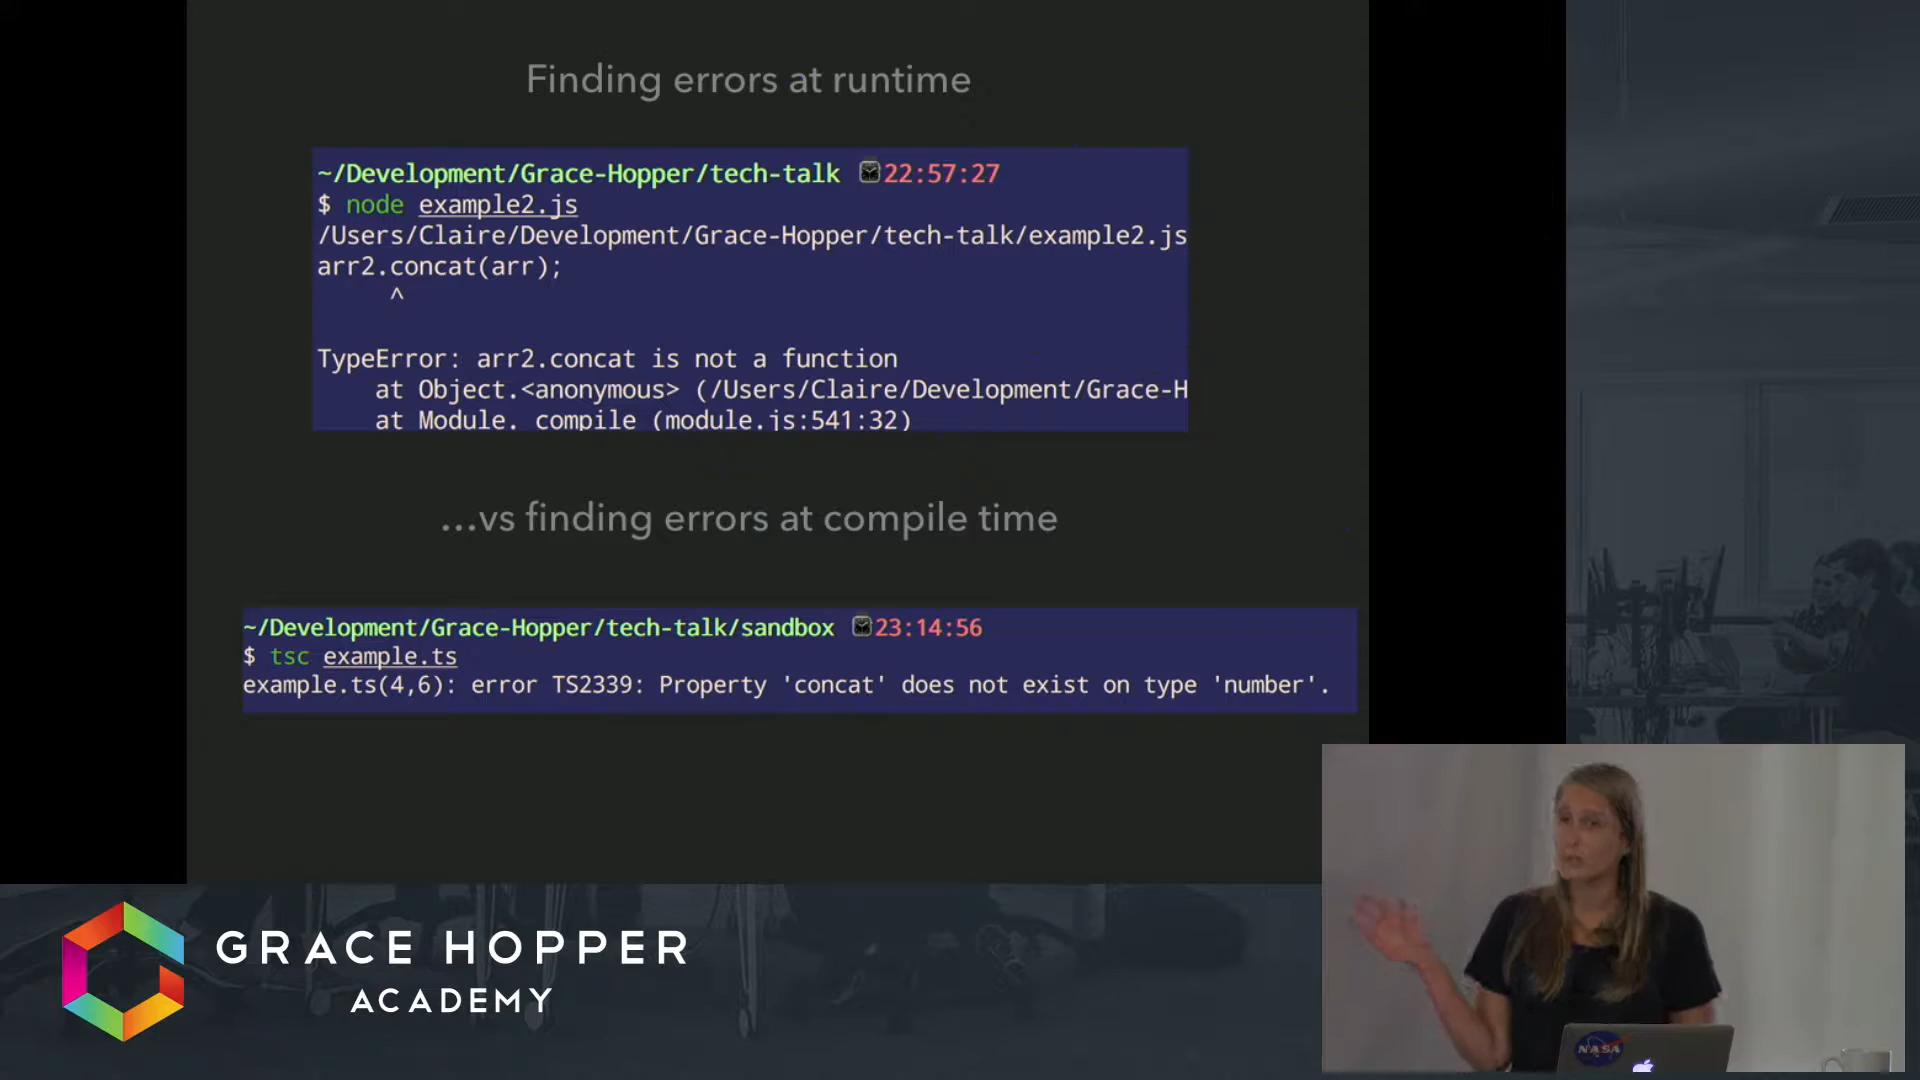 Finding errors at runtime
~/Development/Grace-Hopper/tech-talk 22:57:27
$ node example2.js
/Users/Claire/Development/Grace-Hopper/tech-talk/example2.js
arr2.concat(arr);
^
TypeError: arr2.concat is not a function
at Object.<anonymous> (/Users/Claire/Development/Grace-H
at Module. compile (module.js:541:32)
...vs finding errors at compile time
~/Development/Grace-Hopper/tech-talk/sandbox 23:14:56
$ tsc example.ts
example.ts(4,6): error TS2339: Property 'concat' does not exist on type 'number'.
GRACE HOPPER
ACADEMY
NASA